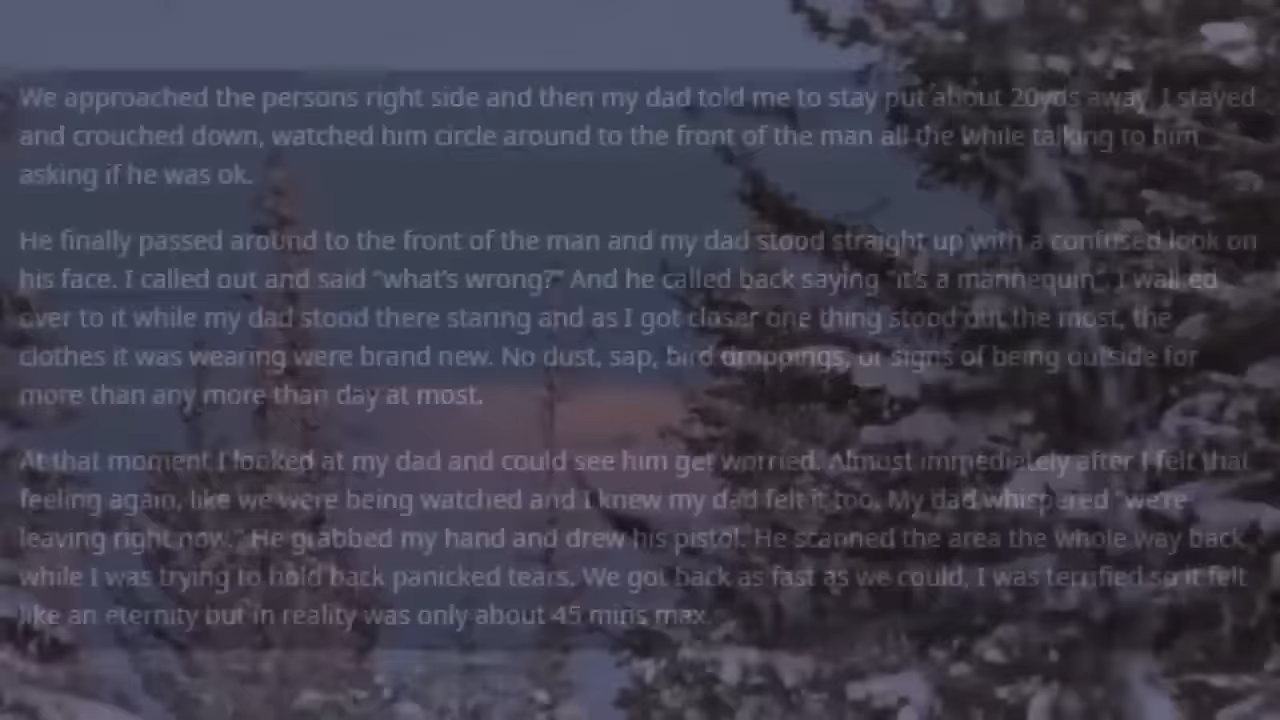 We approached the persons right side and then my dad told me to stay put about 20yds away. I stayed
and crouched down, watched him circle around to the front of the man all the while talking to him
asking if he was ok.
He finally passed around to the front of the man and my dad stood straight up with a confused look on
his face. I called out and said "what's wrong?" And he called back saying "it's a mannequin". I walked
over to it while my dad stood there staring and as I got closer one thing stood out the most, the
clothes it was wearing were brand new. No dust, sap, bird droppings, or signs of being outside for
more than any more than day at most.
At that moment I looked at my dad and could see him get worried. Almost immediately after I felt that
feeling again, like we were being watched and I knew my dad felt it too. My dad whispered "we're
leaving right now." He grabbed my hand and drew his pistol. He scanned the area the whole way back
while I was trying to hold back panicked tears. We got back as fast as we could, I was terrified so it felt
like an eternity but in reality was only about 45 mins max.